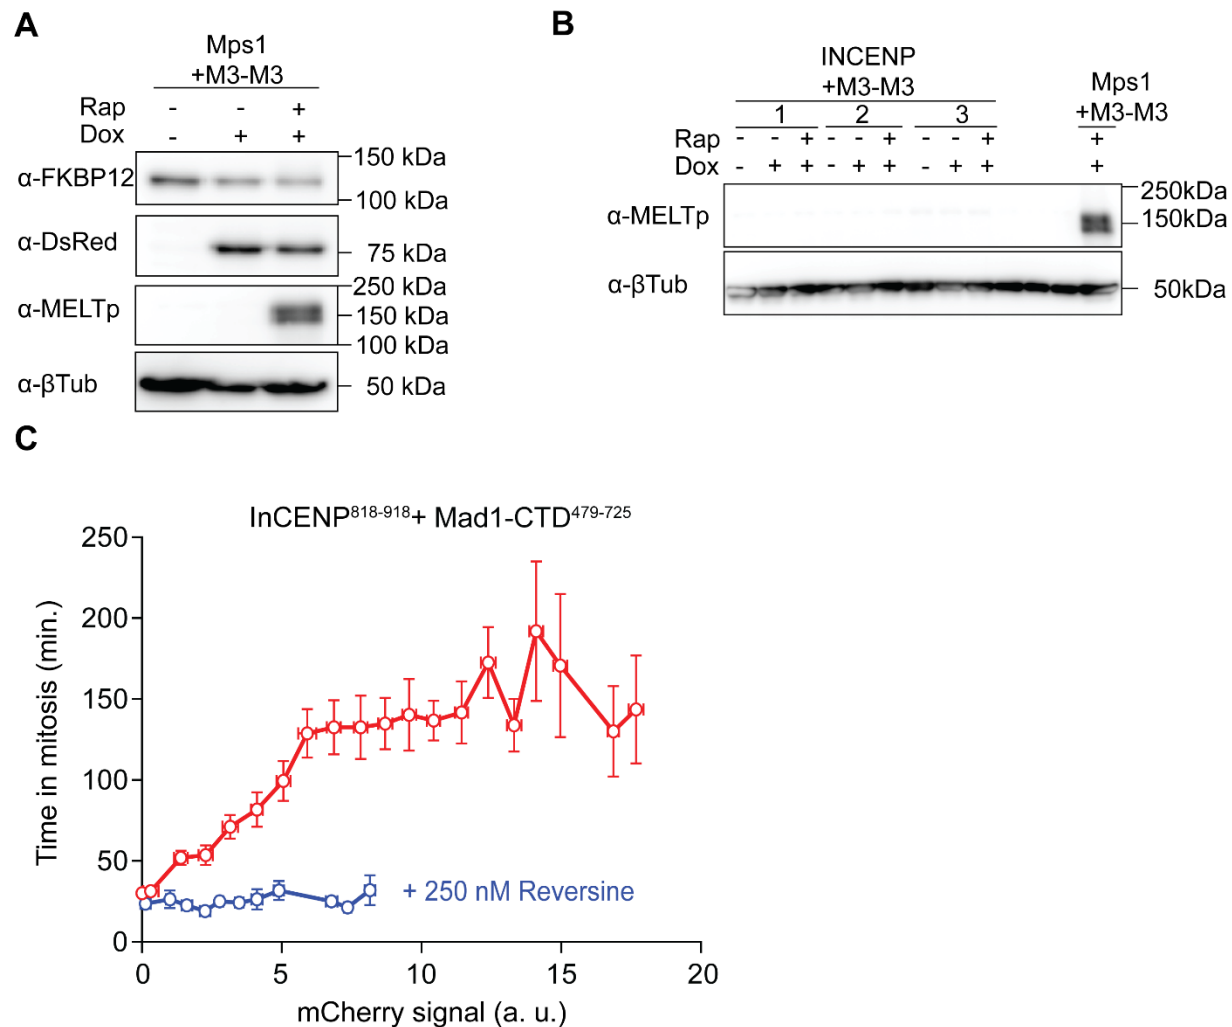 A
Mps1
+M3-M3
Rap - - +
Dox - + +
α-FKBP12
150 kDa
100 kDa
α-DsRed
75 kDa
α-MELTp
250 kDa
150 kDa
100 kDa
α-βTub
50 kDa
B
INCENP
+M3-M3
Mps1
+M3-M3
1 2 3
Rap - - + - - + - - + +
Dox - + + - + + - + + +
α-MELTp
250kDa
150kDa
α-βTub
50kDa
C
InCENP⁸¹⁸⁻⁹¹⁸+ Mad1-CTD⁴⁷⁹⁻⁷²⁵
Time in mitosis (min.)
250
200
150
100
50
0
+ 250 nM Reversine
0 5 10 15 20
mCherry signal (a. u.)